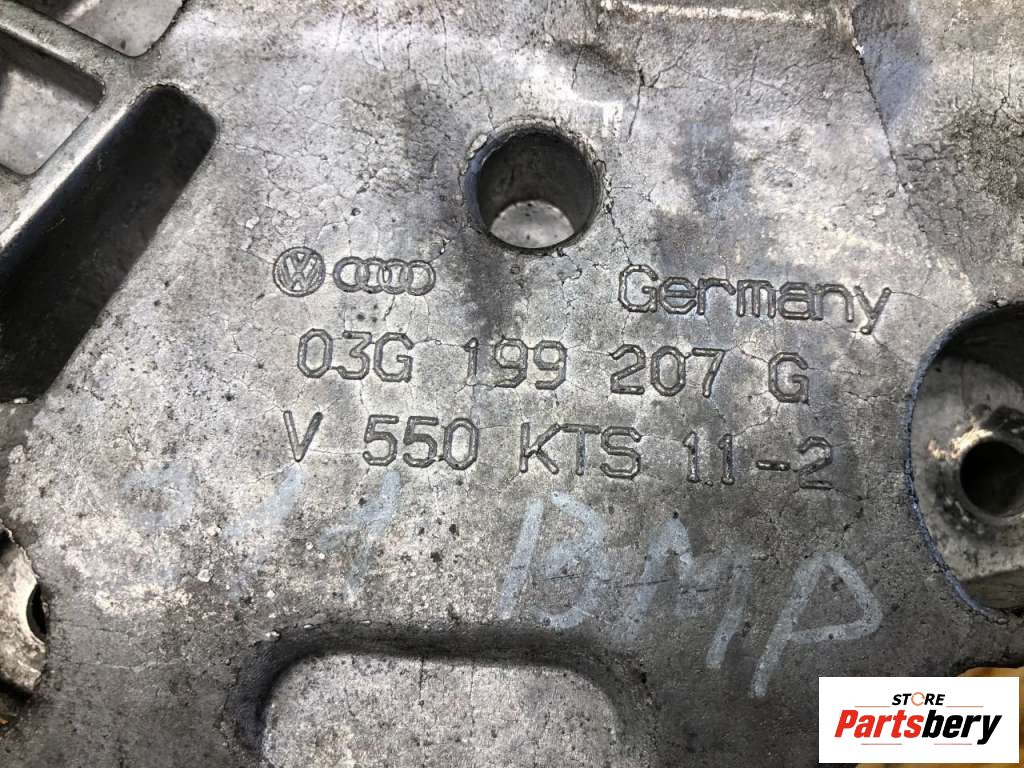 Germany
03G 199 207 G
V 550 KTS 11-2
BMP
STORE
Partsbery